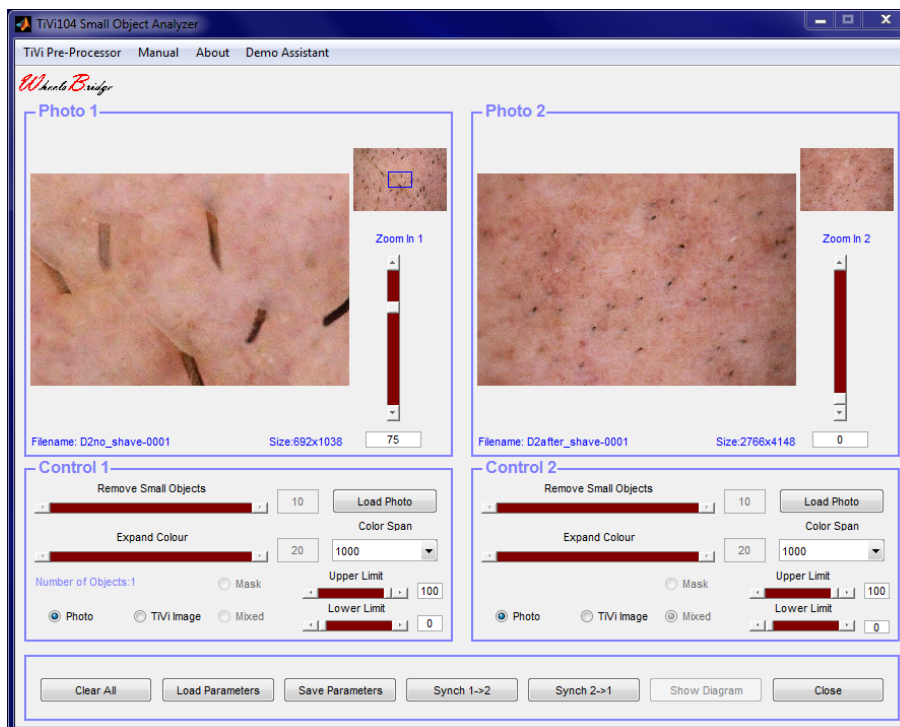 TiVi104 Small Object Analyzer
TiVi Pre-Processor Manual About Demo Assistant
WheelsBridge
Photo 1
Zoom In 1
Filename: D2no_shave-0001 Size:692x1038 75
Photo 2
Zoom In 2
Filename: D2after_shave-0001 Size:2766x4148 0
Control 1
Remove Small Objects
10 Load Photo
Expand Colour Color Span
20 1000
Number of Objects:1 Mask Upper Limit
100
Photo TiVi Image Mixed Lower Limit
0
Control 2
Remove Small Objects
10 Load Photo
Expand Colour Color Span
20 1000
Mask Upper Limit
100
Photo TiVi Image Mixed Lower Limit
0
Clear All Load Parameters Save Parameters Synch 1->2 Synch 2->1 Show Diagram Close